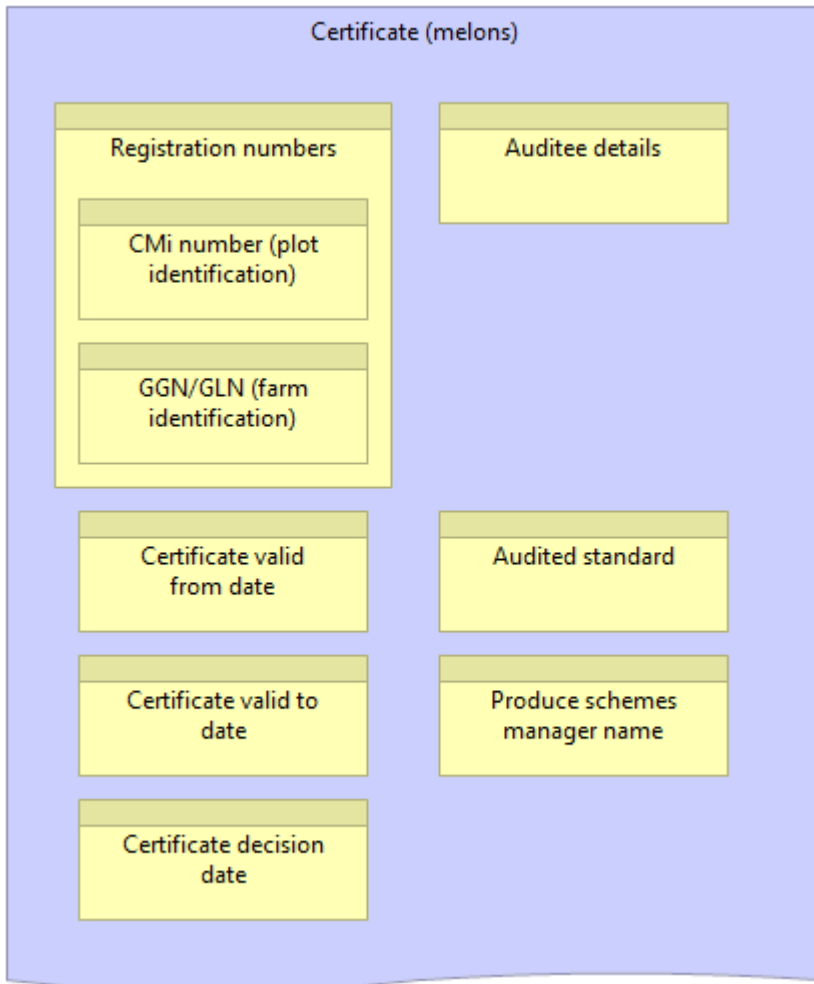 Certificate (melons)
Registration numbers
CMi number (plot
identification)
GGN/GLN (farm
identification)
Auditee details
Certificate valid
from date
Audited standard
Certificate valid to
date
Produce schemes
manager name
Certificate decision
date